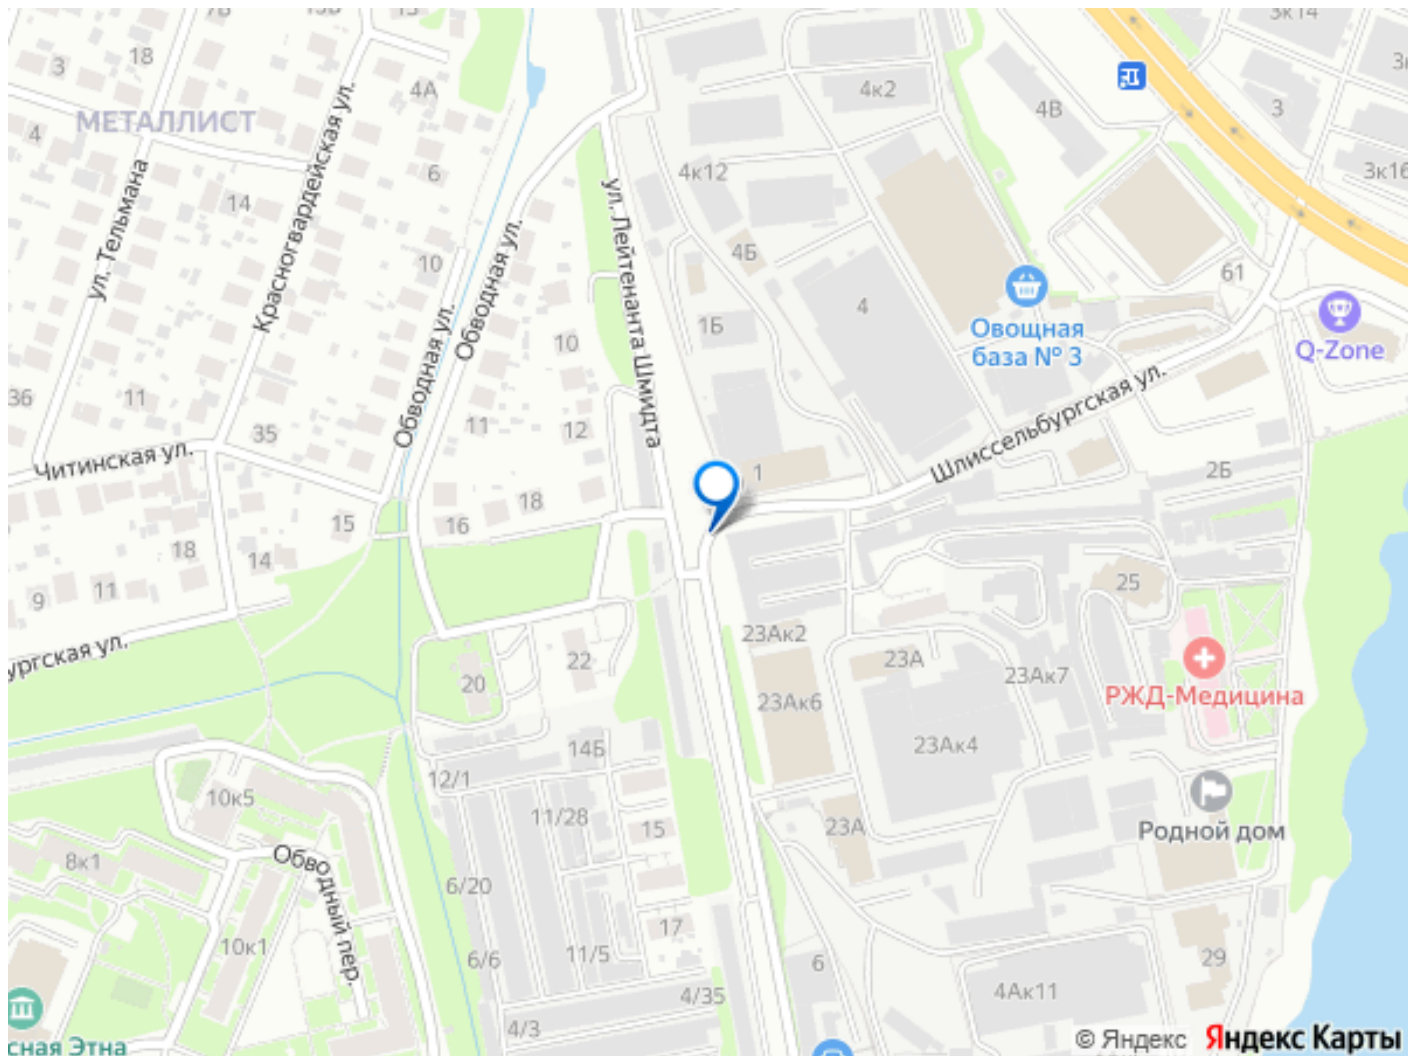 3к14
13В
18
3
4А
4к2
4В
3
МЕТАЛЛИСТ
4
Красногвардейская ул.
6
4к12
3к16
ул. Тельмана
14
ул. Лейтенанта Шмидта
4Б
10
Обводная ул.
61
4
Овощная
база № 3
Q-Zone
1Б
10
Обводная ул.
36
11
35
11
12
Шлиссельбургская ул.
Читинская ул.
1
2Б
18
16
15
18
14
11
9
25
23Ак2
22
23А
23Ак7
РЖД-Медицина
ургская ул.
20
23Ак6
23Ак4
14Б
12/1
10к5
11/28
15
23А
Родной дом
8к1
Обводный пер.
6/20
17
10к1
11/5
6/6
6
29
4/35
4Ак11
4/3
сная Этна
© Яндекс Яндекс Карты